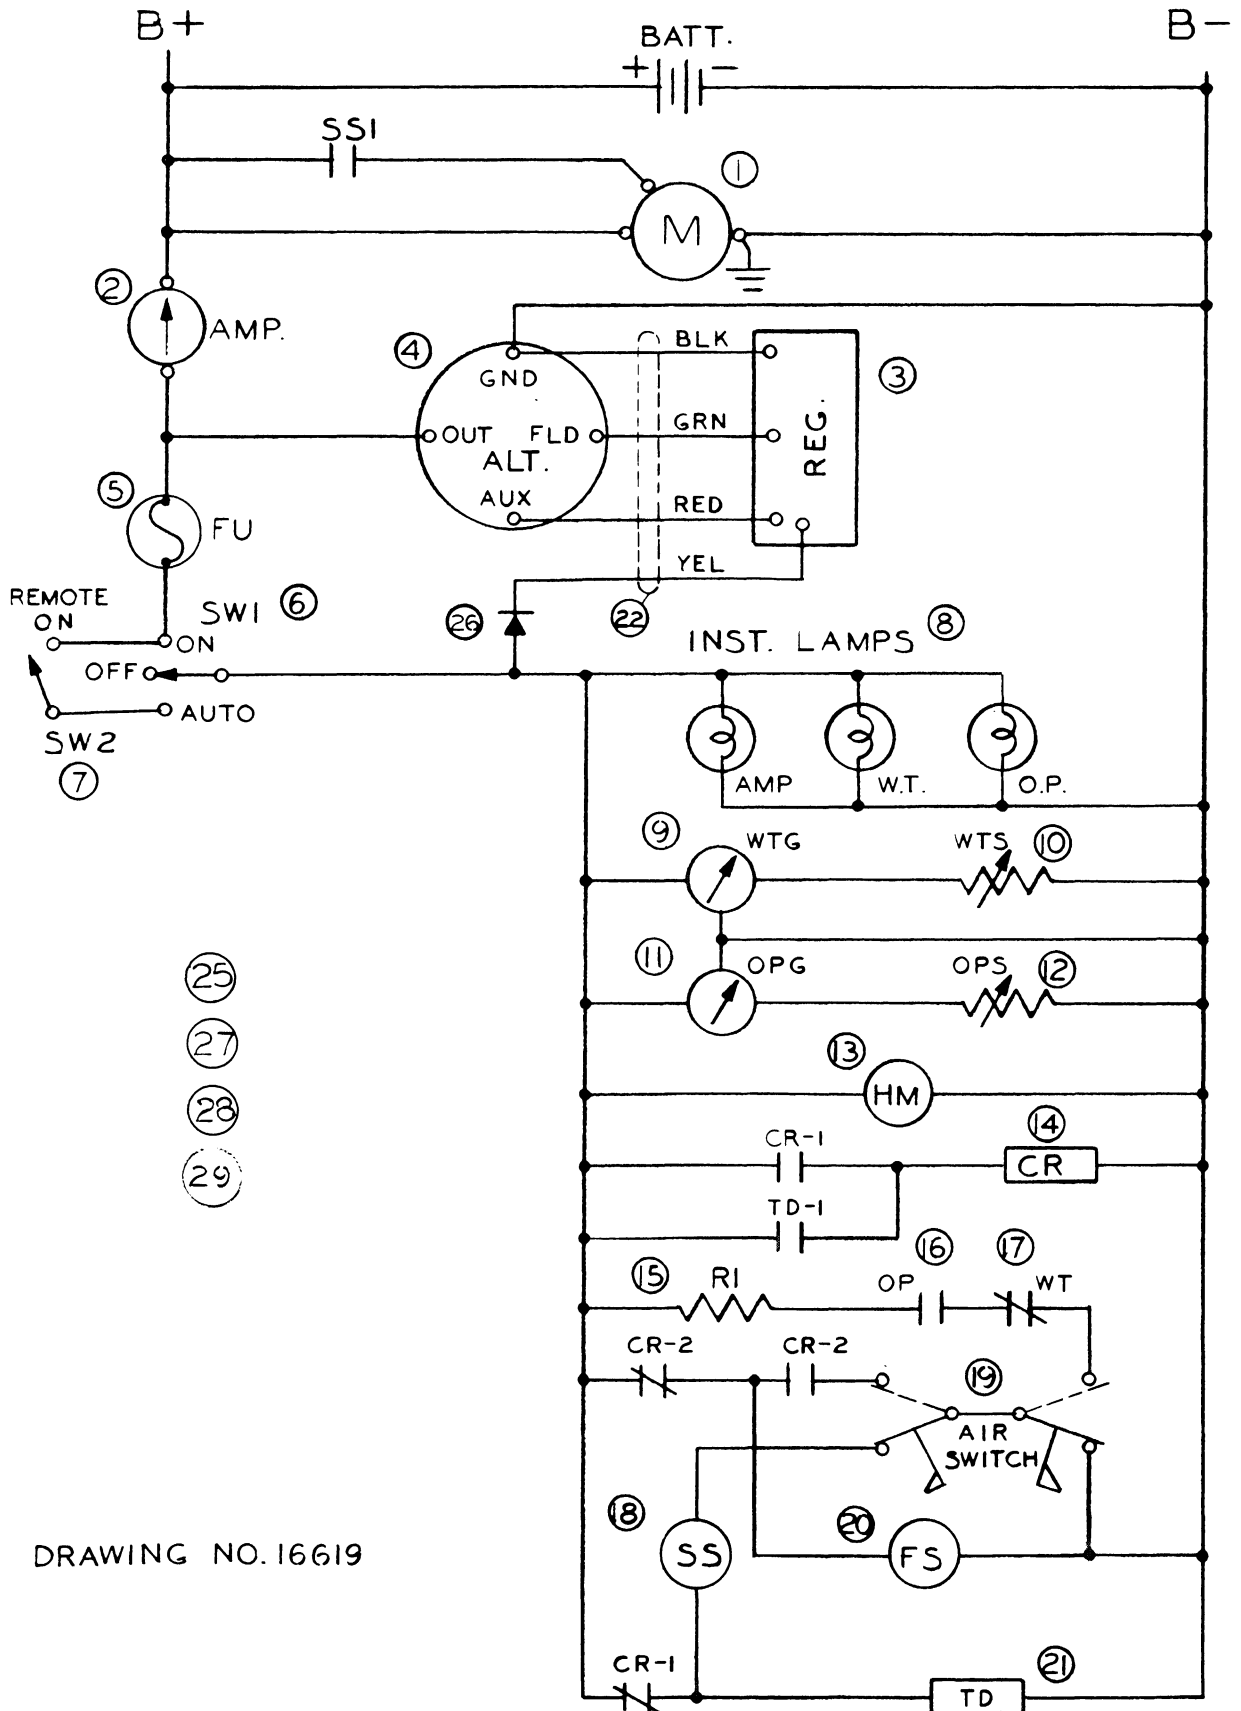 B+
B-
BATT.
+ -
SS1
1
M
2
AMP.
4
BLK
3
GND
GRN
REG.
OUT FLD
ALT.
AUX
RED
5
FU
YEL
REMOTE
ON
SW1 6
ON
26
22
INST. LAMPS 8
OFF
AUTO
SW2
7
AMP W.T. O.P.
9 WTG WTS 10
11 OPG OPS 12
25
27
28
29
13
HM
CR-1 14
CR
TD-1
15 R1 16 17
OP WT
CR-2 CR-2
19
AIR
SWITCH
18 20
SS FS
DRAWING NO. 16619
CR-1 21
TD